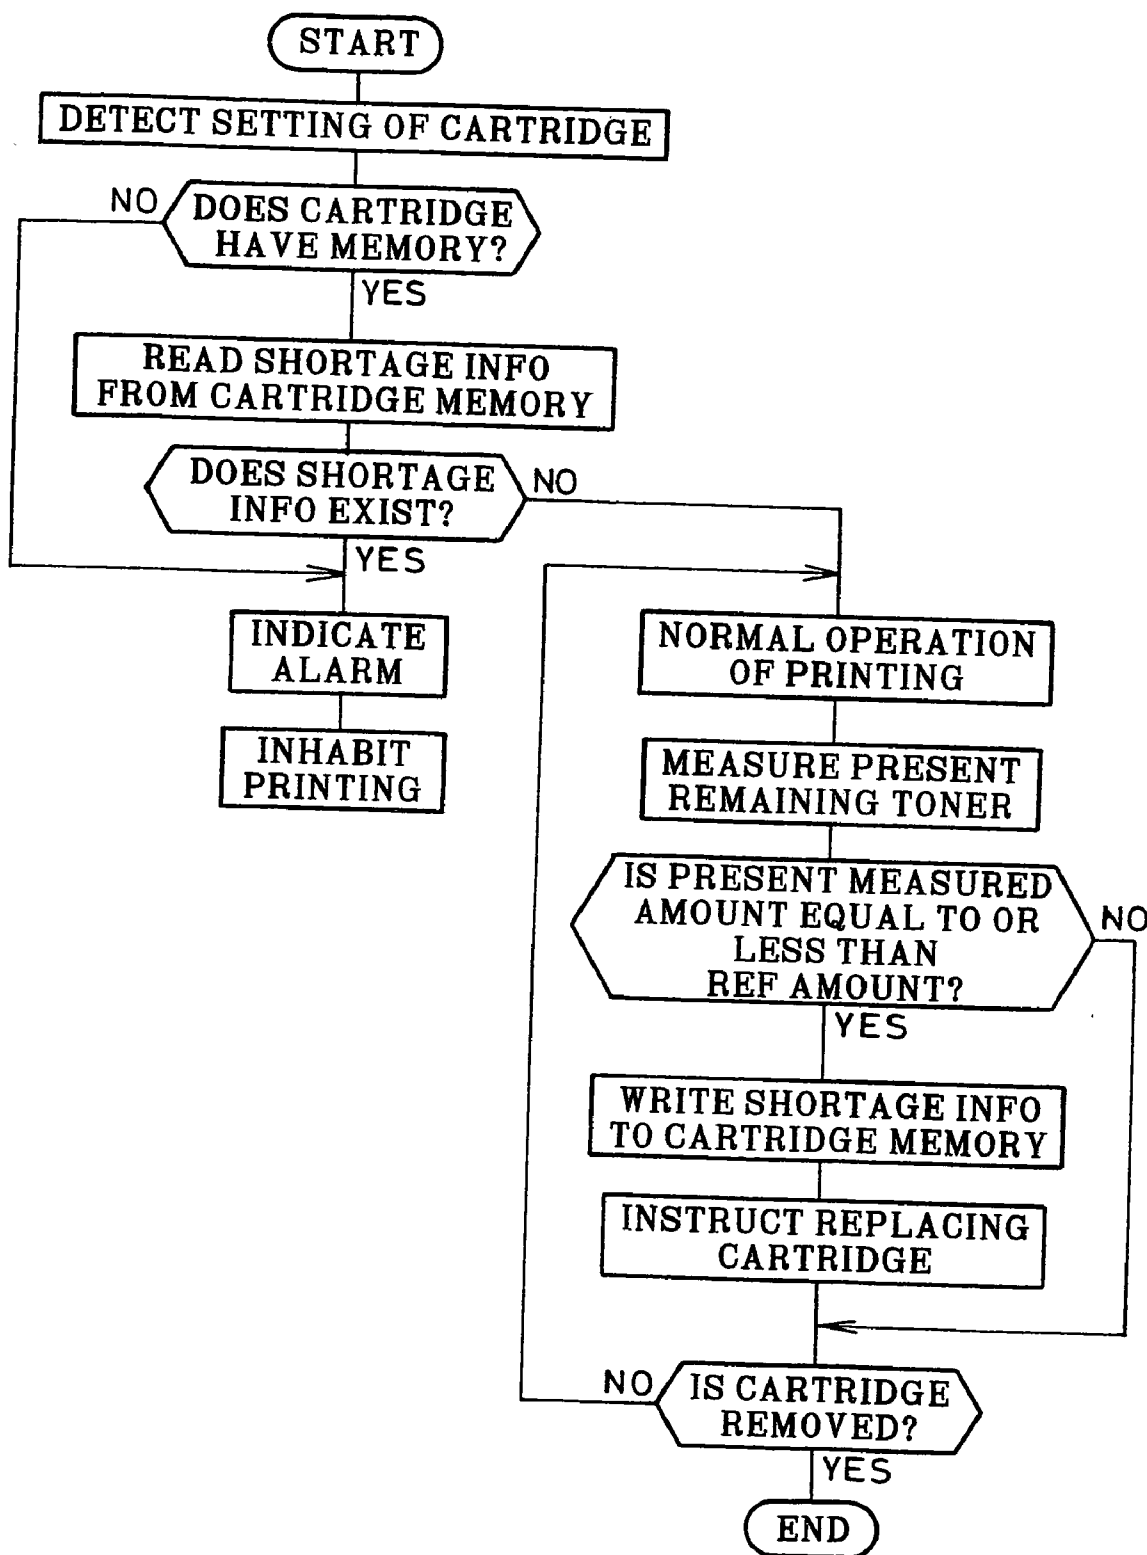 START
DETECT SETTING OF CARTRIDGE
NO
DOES CARTRIDGE
HAVE MEMORY?
YES
READ SHORTAGE INFO
FROM CARTRIDGE MEMORY
DOES SHORTAGE
INFO EXIST?
NO
YES
INDICATE
ALARM
INHABIT
PRINTING
NORMAL OPERATION
OF PRINTING
MEASURE PRESENT
REMAINING TONER
IS PRESENT MEASURED
AMOUNT EQUAL TO OR
LESS THAN
REF AMOUNT?
NO
YES
WRITE SHORTAGE INFO
TO CARTRIDGE MEMORY
INSTRUCT REPLACING
CARTRIDGE
NO
IS CARTRIDGE
REMOVED?
YES
END